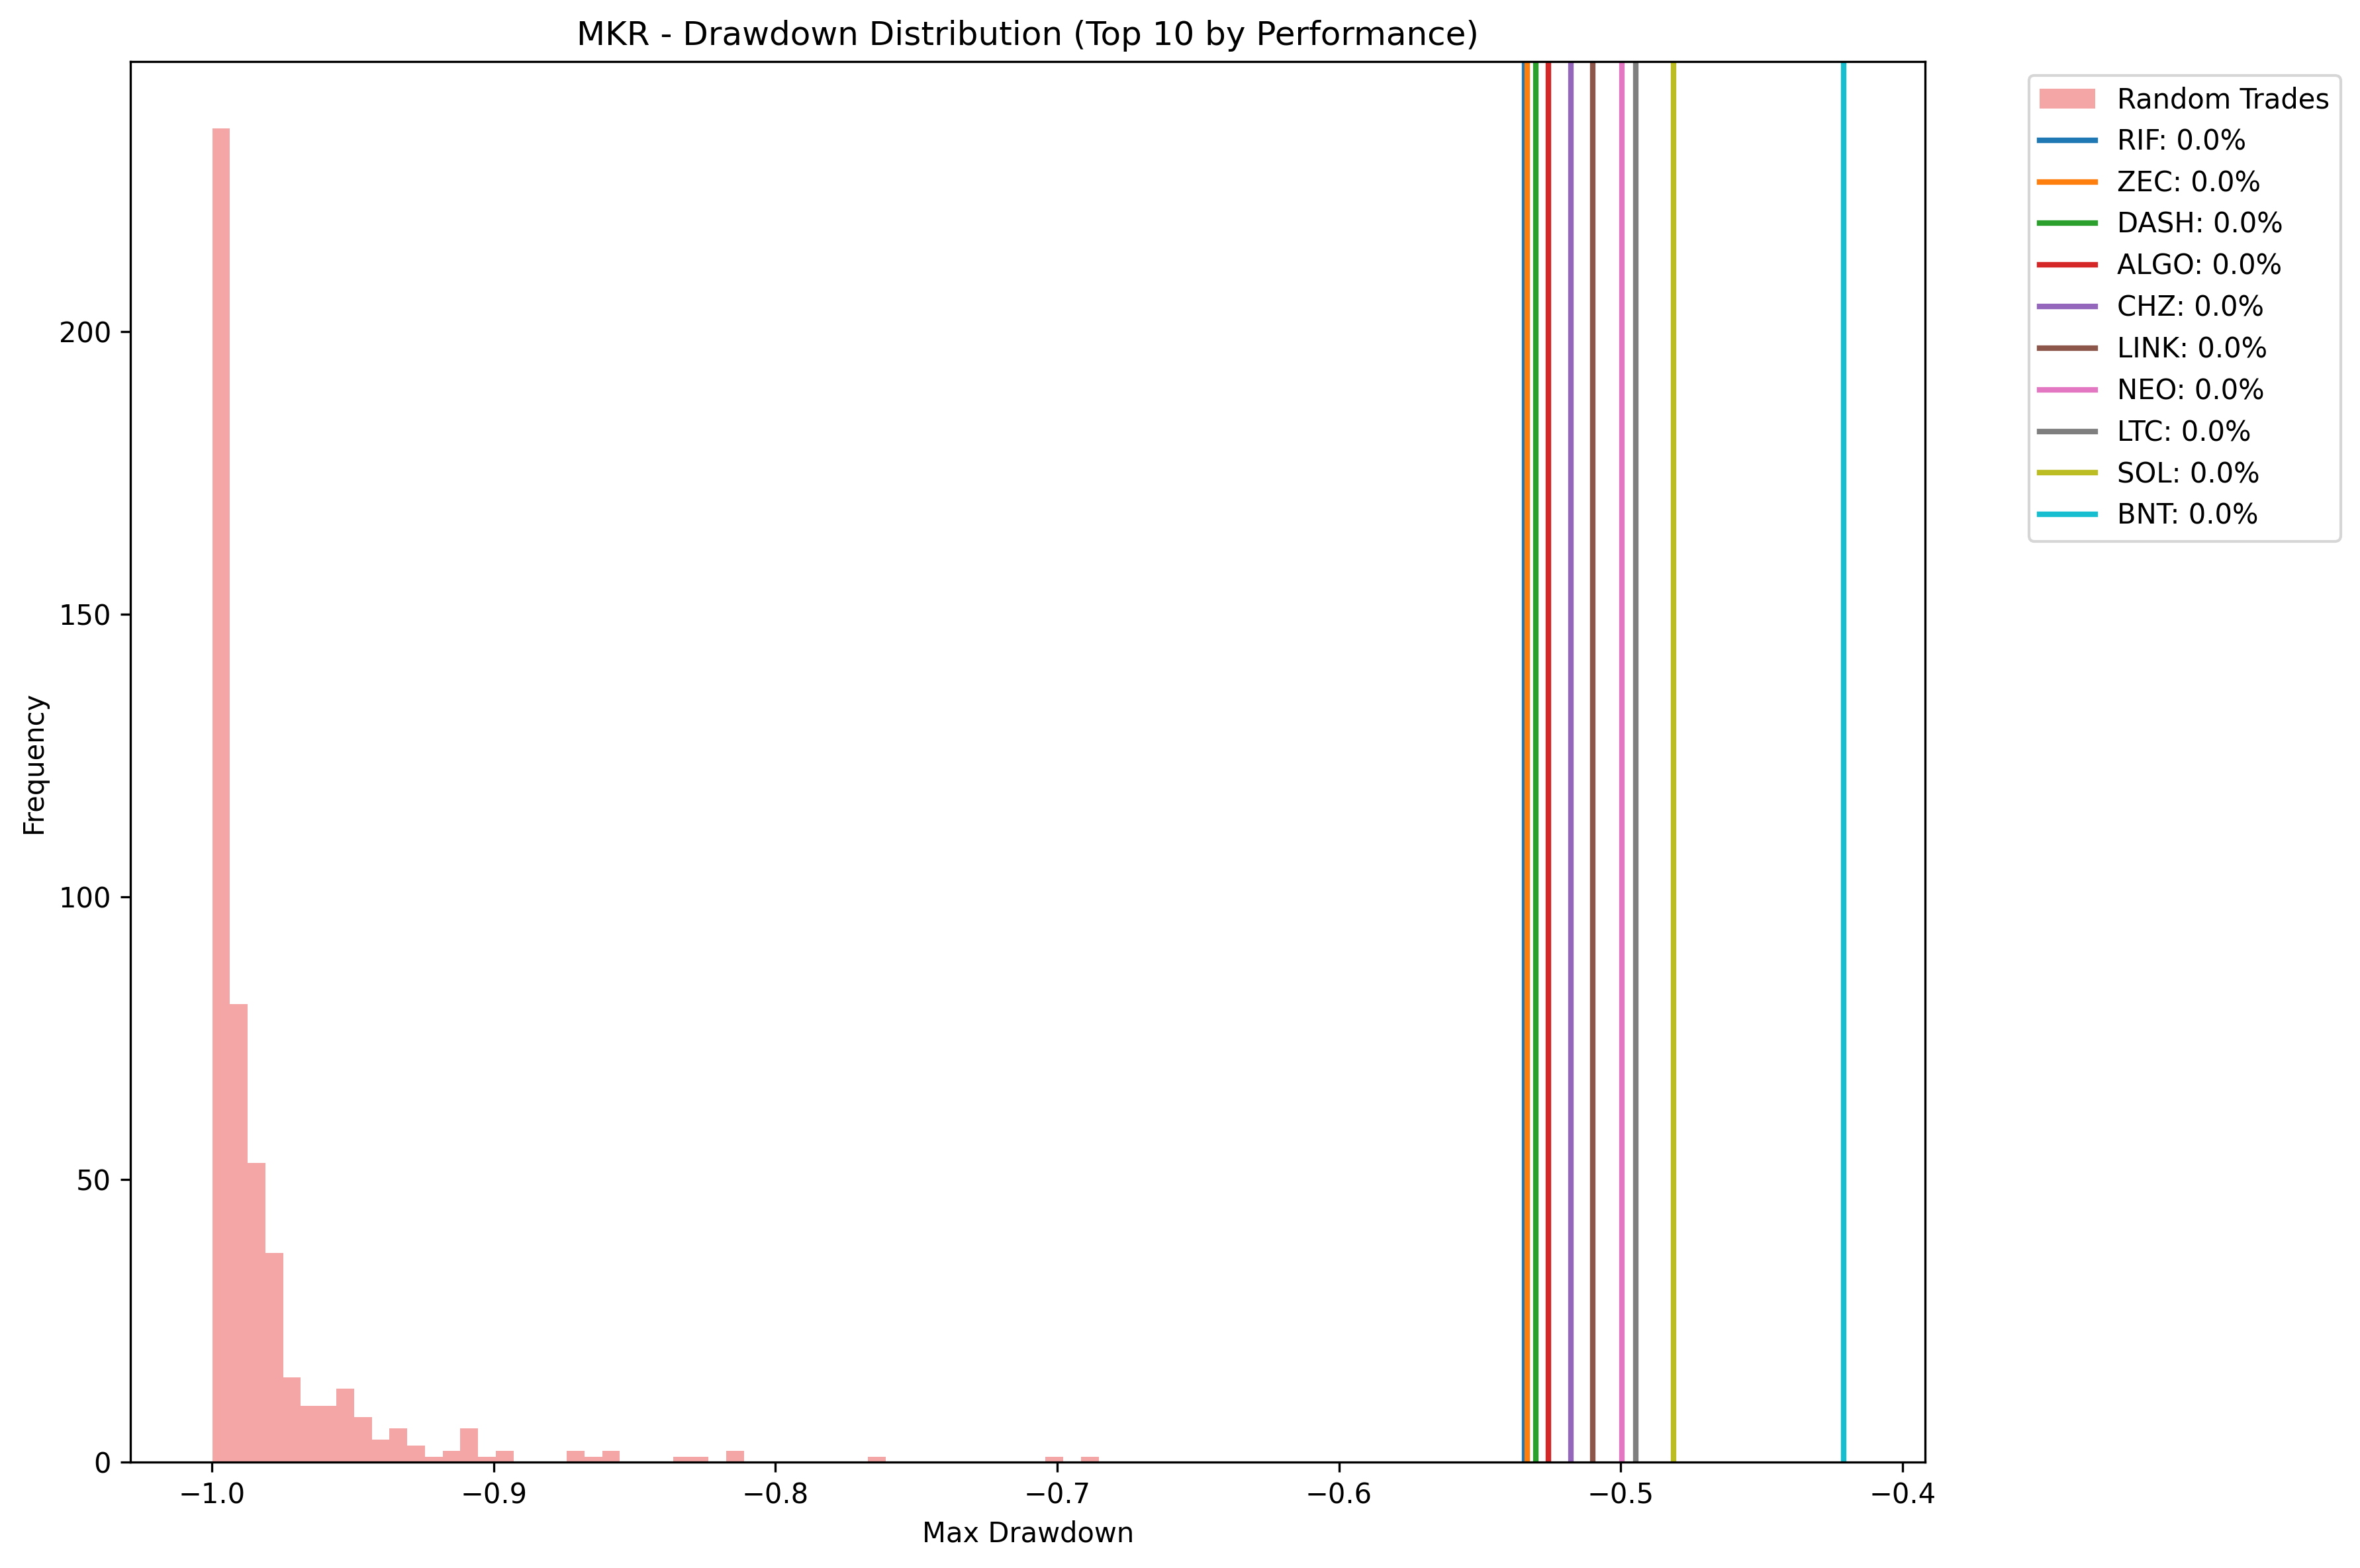 MKR - Drawdown Distribution (Top 10 by Performance)
Random Trades
RIF: 0.0%
ZEC: 0.0%
DASH: 0.0%
ALGO: 0.0%
CHZ: 0.0%
LINK: 0.0%
NEO: 0.0%
LTC: 0.0%
SOL: 0.0%
BNT: 0.0%
Frequency
200
150
100
50
0
−1.0 −0.9 −0.8 −0.7 −0.6 −0.5 −0.4
Max Drawdown